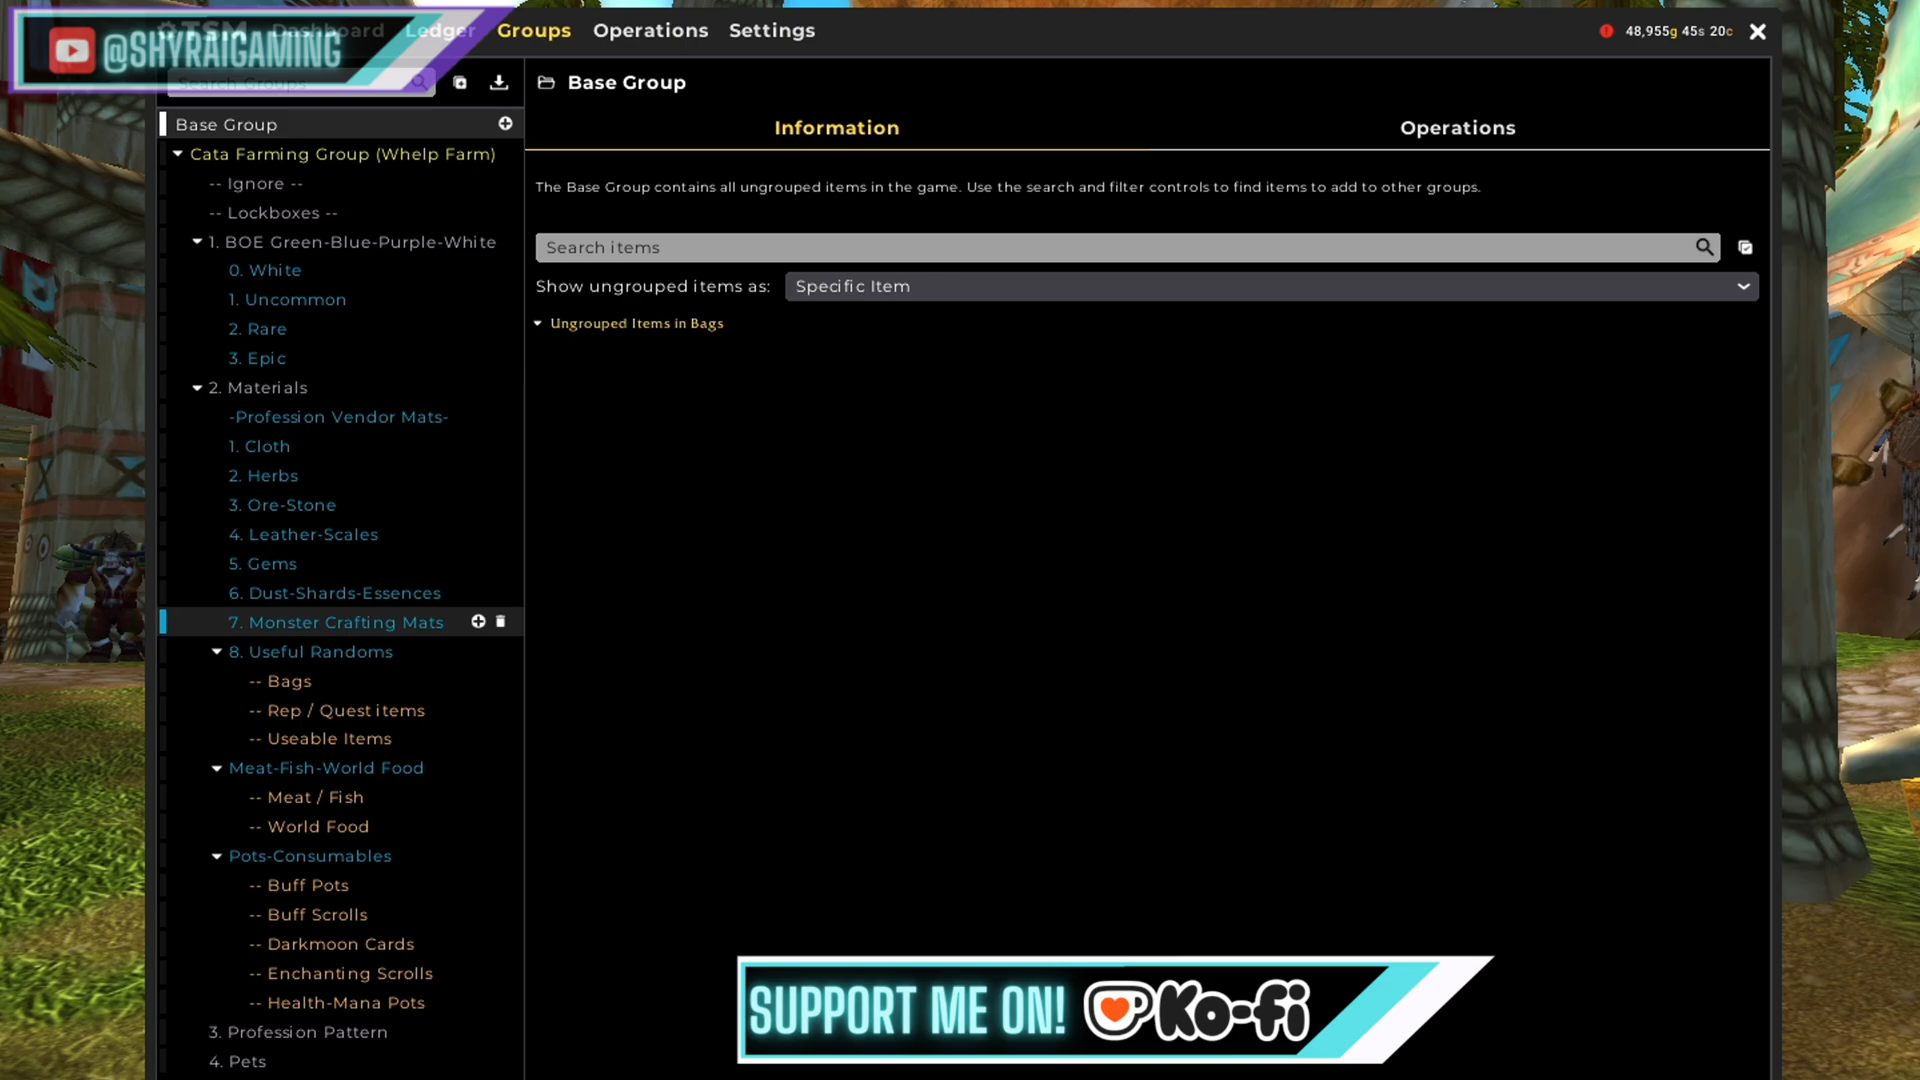 @SHYRAIGAMING
TSM
Dashboard
Ledger
Groups
Operations
Settings
48,955g 45s 20c
Search Groups
Base Group
Base Group
Cata Farming Group (Whelp Farm)
-- Ignore --
-- Lockboxes --
1. BOE Green-Blue-Purple-White
0. White
1. Uncommon
2. Rare
3. Epic
2. Materials
-Profession Vendor Mats-
1. Cloth
2. Herbs
3. Ore-Stone
4. Leather-Scales
5. Gems
6. Dust-Shards-Essences
7. Monster Crafting Mats
8. Useful Randoms
-- Bags
-- Rep / Quest items
-- Useable Items
Meat-Fish-World Food
-- Meat / Fish
-- World Food
Pots-Consumables
-- Buff Pots
-- Buff Scrolls
-- Darkmoon Cards
-- Enchanting Scrolls
-- Health-Mana Pots
3. Profession Pattern
4. Pets
Information
Operations
The Base Group contains all ungrouped items in the game. Use the search and filter controls to find items to add to other groups.
Search items
Show ungrouped items as:
Specific Item
Ungrouped Items in Bags
SUPPORT ME ON!
Ko-fi